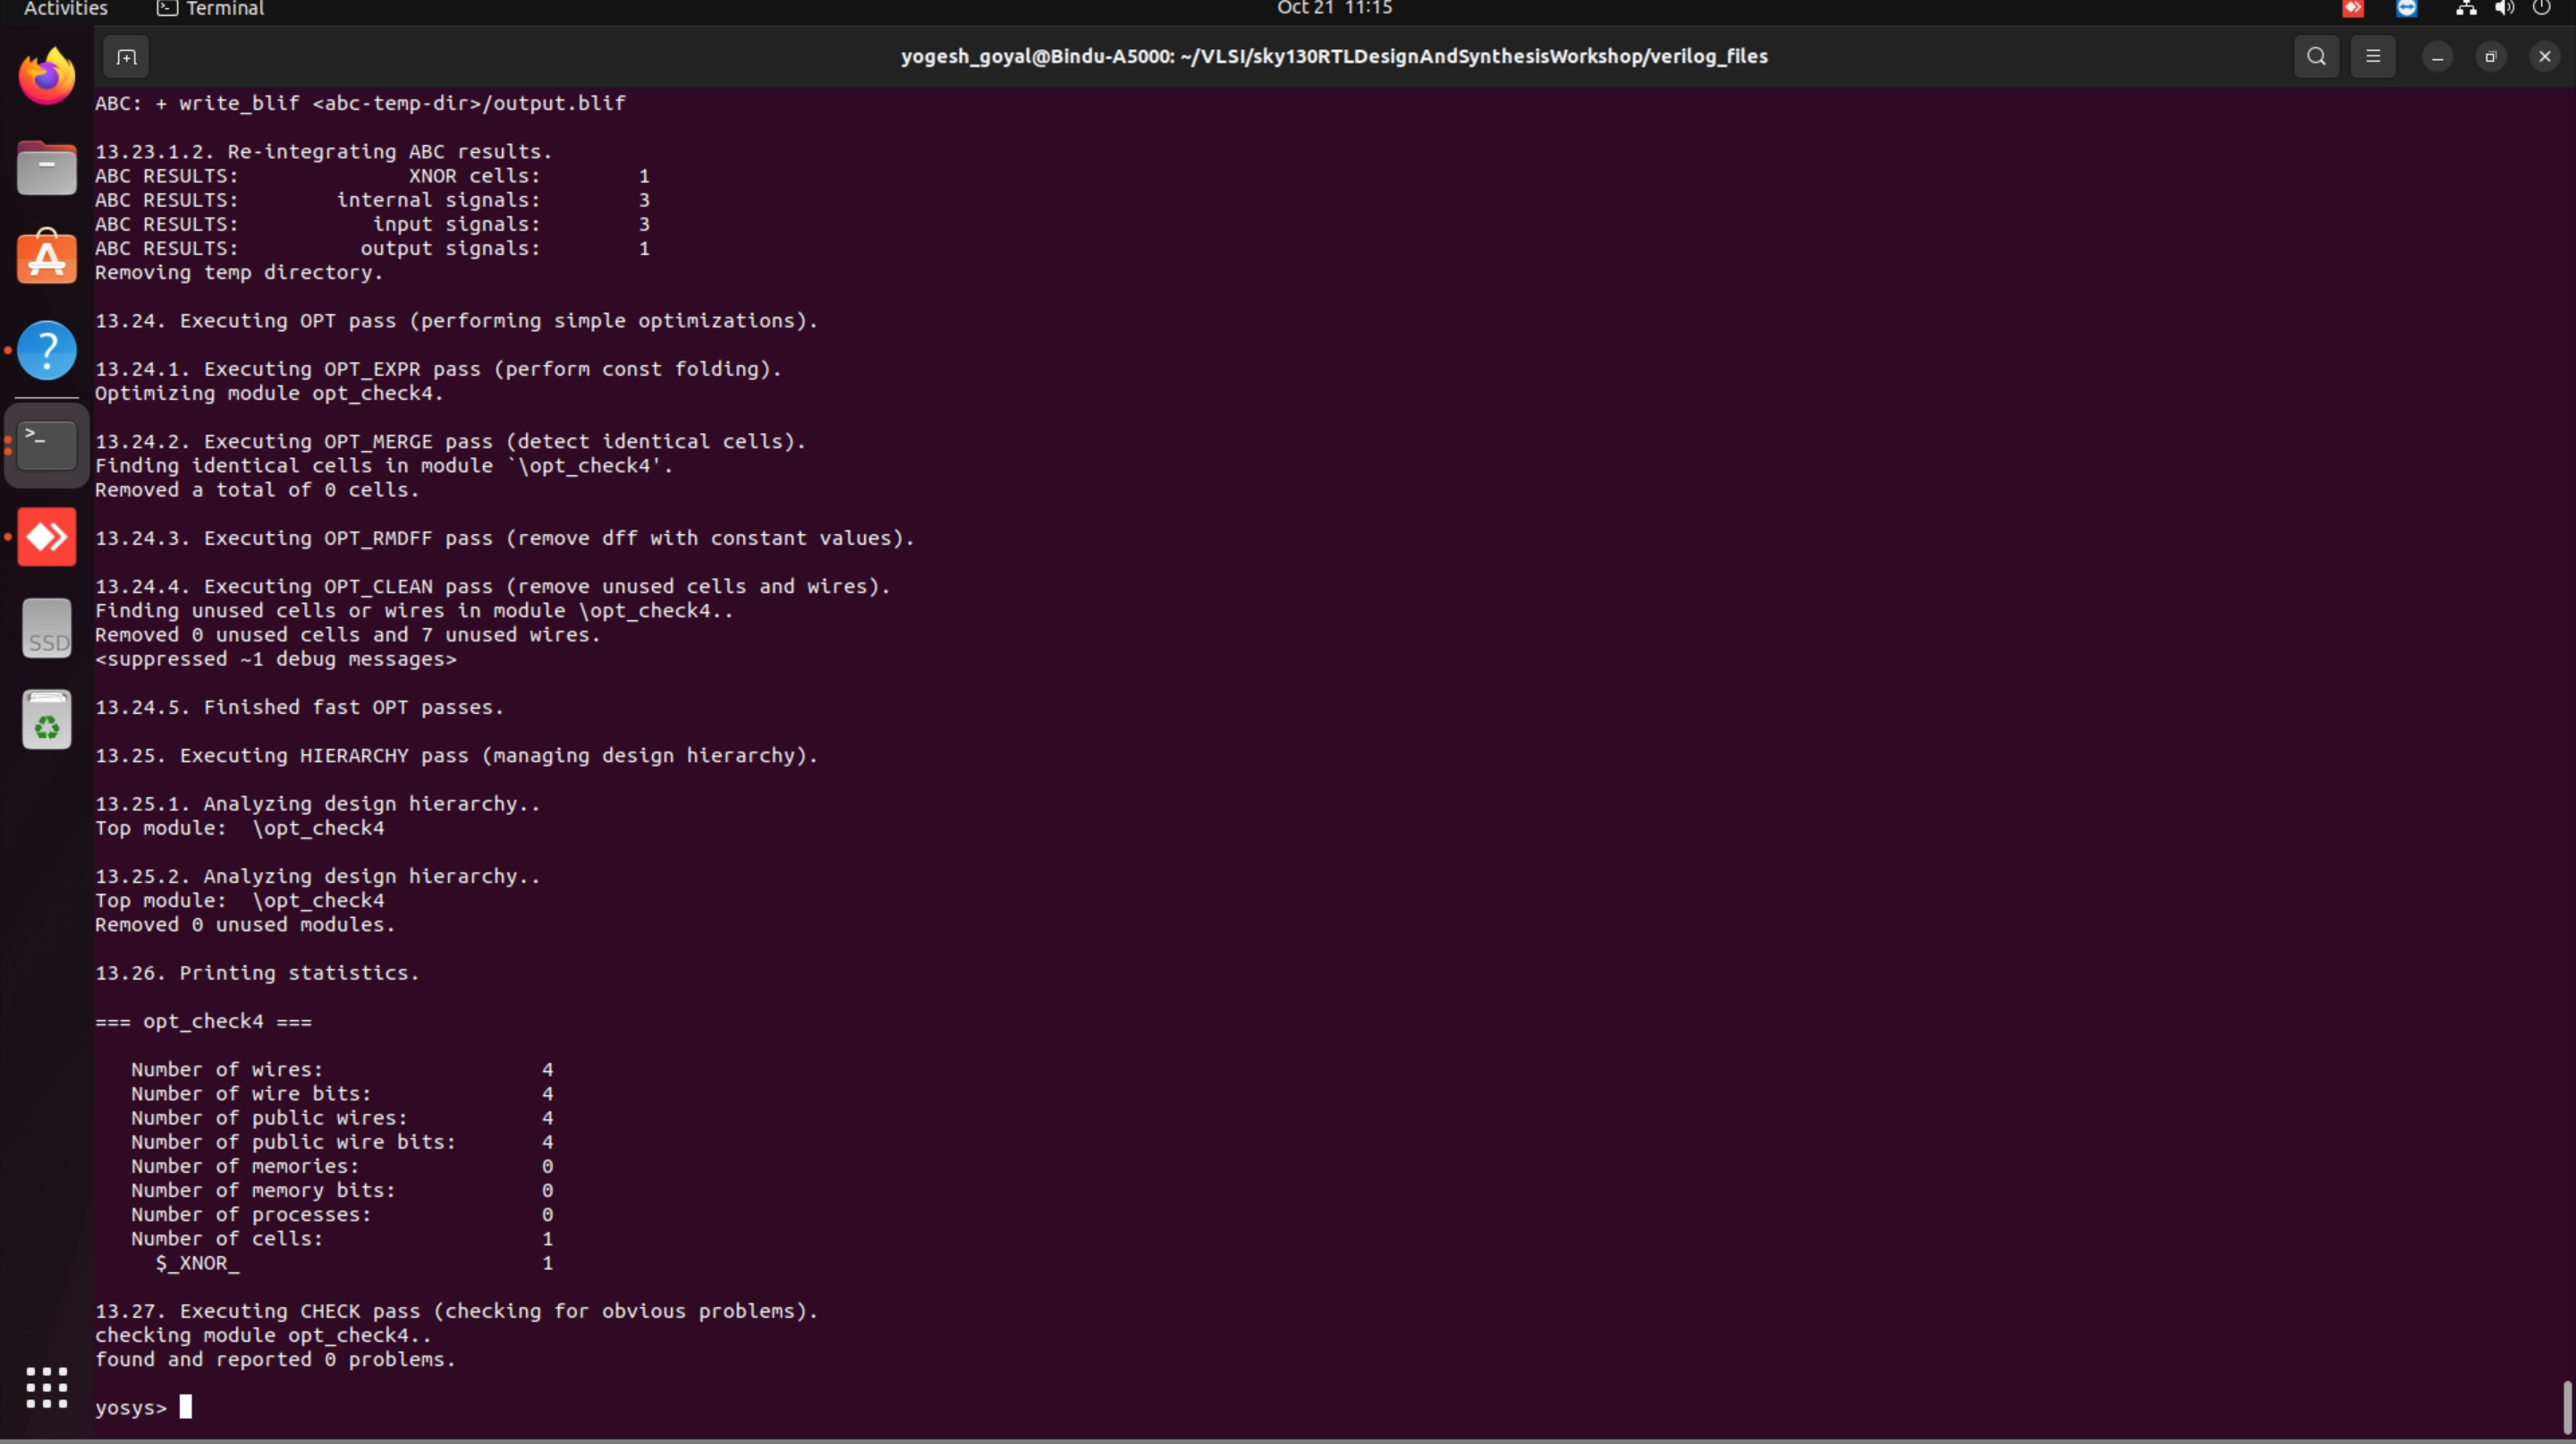 Activities
Terminal
Oct 21 11:15
yogesh_goyal@Bindu-A5000: ~/VLSI/sky130RTLDesignAndSynthesisWorkshop/verilog_files
ABC: + write_blif <abc-temp-dir>/output.blif
13.23.1.2. Re-integrating ABC results.
ABC RESULTS: XNOR cells: 1
ABC RESULTS: internal signals: 3
ABC RESULTS: input signals: 3
ABC RESULTS: output signals: 1
Removing temp directory.
13.24. Executing OPT pass (performing simple optimizations).
13.24.1. Executing OPT_EXPR pass (perform const folding).
Optimizing module opt_check4.
13.24.2. Executing OPT_MERGE pass (detect identical cells).
Finding identical cells in module `\opt_check4'.
Removed a total of 0 cells.
13.24.3. Executing OPT_RMDFF pass (remove dff with constant values).
13.24.4. Executing OPT_CLEAN pass (remove unused cells and wires).
Finding unused cells or wires in module \opt_check4..
Removed 0 unused cells and 7 unused wires.
<suppressed ~1 debug messages>
13.24.5. Finished fast OPT passes.
13.25. Executing HIERARCHY pass (managing design hierarchy).
13.25.1. Analyzing design hierarchy..
Top module:  \opt_check4
13.25.2. Analyzing design hierarchy..
Top module:  \opt_check4
Removed 0 unused modules.
13.26. Printing statistics.
=== opt_check4 ===
Number of wires: 4
Number of wire bits: 4
Number of public wires: 4
Number of public wire bits: 4
Number of memories: 0
Number of memory bits: 0
Number of processes: 0
Number of cells: 1
$_XNOR_ 1
13.27. Executing CHECK pass (checking for obvious problems).
checking module opt_check4..
found and reported 0 problems.
yosys>
SSD